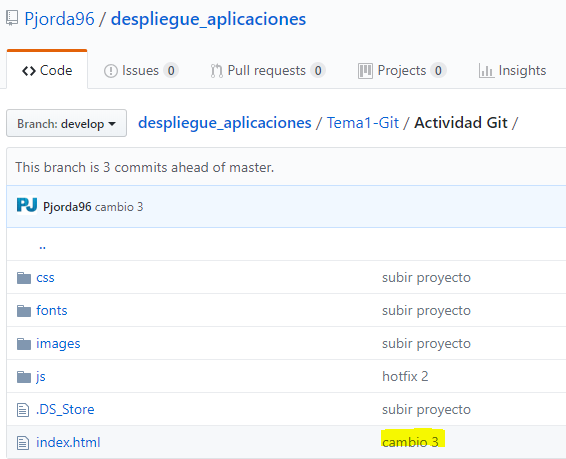 Pjorda96 / despliegue_aplicaciones
Code Issues 0 Pull requests 0 Projects 0 Insights
Branch: develop despliegue_aplicaciones / Tema1-Git / Actividad Git /
This branch is 3 commits ahead of master.
PJ Pjorda96 cambio 3
..
css subir proyecto
fonts subir proyecto
images subir proyecto
js hotfix 2
.DS_Store subir proyecto
index.html cambio 3